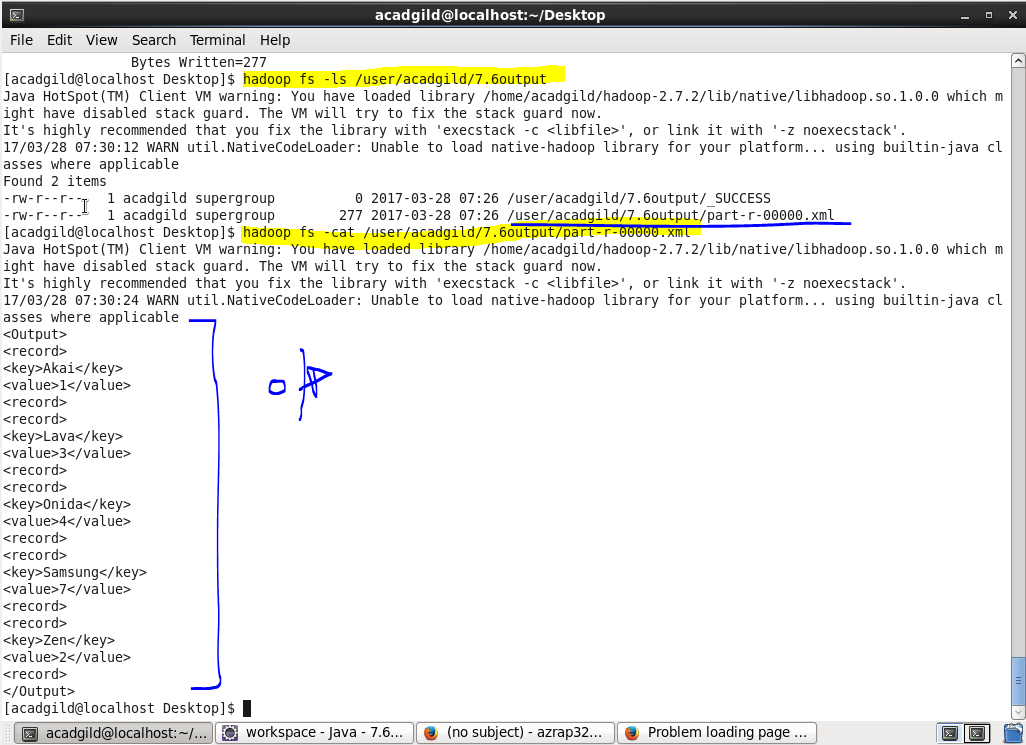 acadgild@localhost:~/Desktop
File Edit View Search Terminal Help
Bytes Written=277
[acadgild@localhost Desktop]$ hadoop fs -ls /user/acadgild/7.6output
Java HotSpot(TM) Client VM warning: You have loaded library /home/acadgild/hadoop-2.7.2/lib/native/libhadoop.so.1.0.0 which m
ight have disabled stack guard. The VM will try to fix the stack guard now.
It's highly recommended that you fix the library with 'execstack -c <libfile>', or link it with '-z noexecstack'.
17/03/28 07:30:12 WARN util.NativeCodeLoader: Unable to load native-hadoop library for your platform... using builtin-java cl
asses where applicable
Found 2 items
-rw-r--r-- 1 acadgild supergroup 0 2017-03-28 07:26 /user/acadgild/7.6output/_SUCCESS
-rw-r--r-- 1 acadgild supergroup 277 2017-03-28 07:26 /user/acadgild/7.6output/part-r-00000.xml
[acadgild@localhost Desktop]$ hadoop fs -cat /user/acadgild/7.6output/part-r-00000.xml
Java HotSpot(TM) Client VM warning: You have loaded library /home/acadgild/hadoop-2.7.2/lib/native/libhadoop.so.1.0.0 which m
ight have disabled stack guard. The VM will try to fix the stack guard now.
It's highly recommended that you fix the library with 'execstack -c <libfile>', or link it with '-z noexecstack'.
17/03/28 07:30:24 WARN util.NativeCodeLoader: Unable to load native-hadoop library for your platform... using builtin-java cl
asses where applicable
<Output>
<record>
<key>Akai</key>
<value>1</value>
<record>
<record>
<key>Lava</key>
<value>3</value>
<record>
<record>
<key>Onida</key>
<value>4</value>
<record>
<record>
<key>Samsung</key>
<value>7</value>
<record>
<record>
<key>Zen</key>
<value>2</value>
<record>
</Output>
[acadgild@localhost Desktop]$
o/p
acadgild@localhost:~/... workspace - Java - 7.6... (no subject) - azrap32... Problem loading page ...